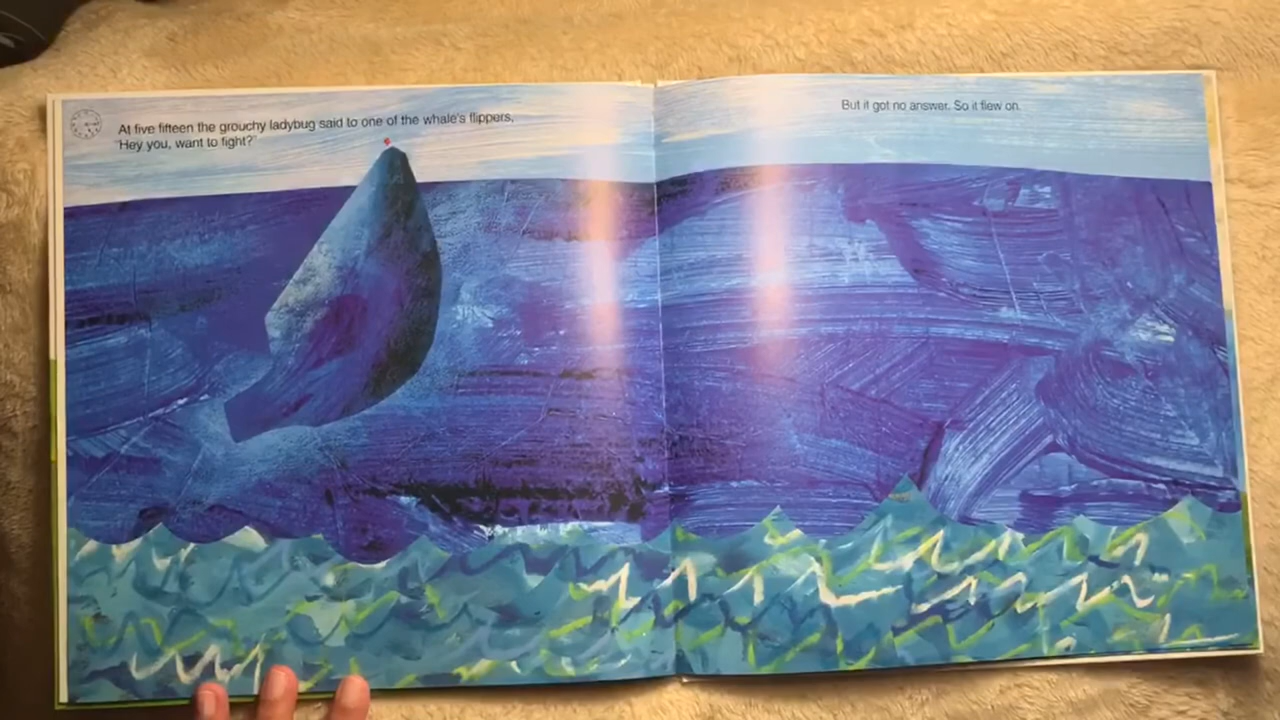 At five fifteen the grouchy ladybug said to one of the whale's flippers,
"Hey you, want to fight?"
But it got no answer. So it flew on.